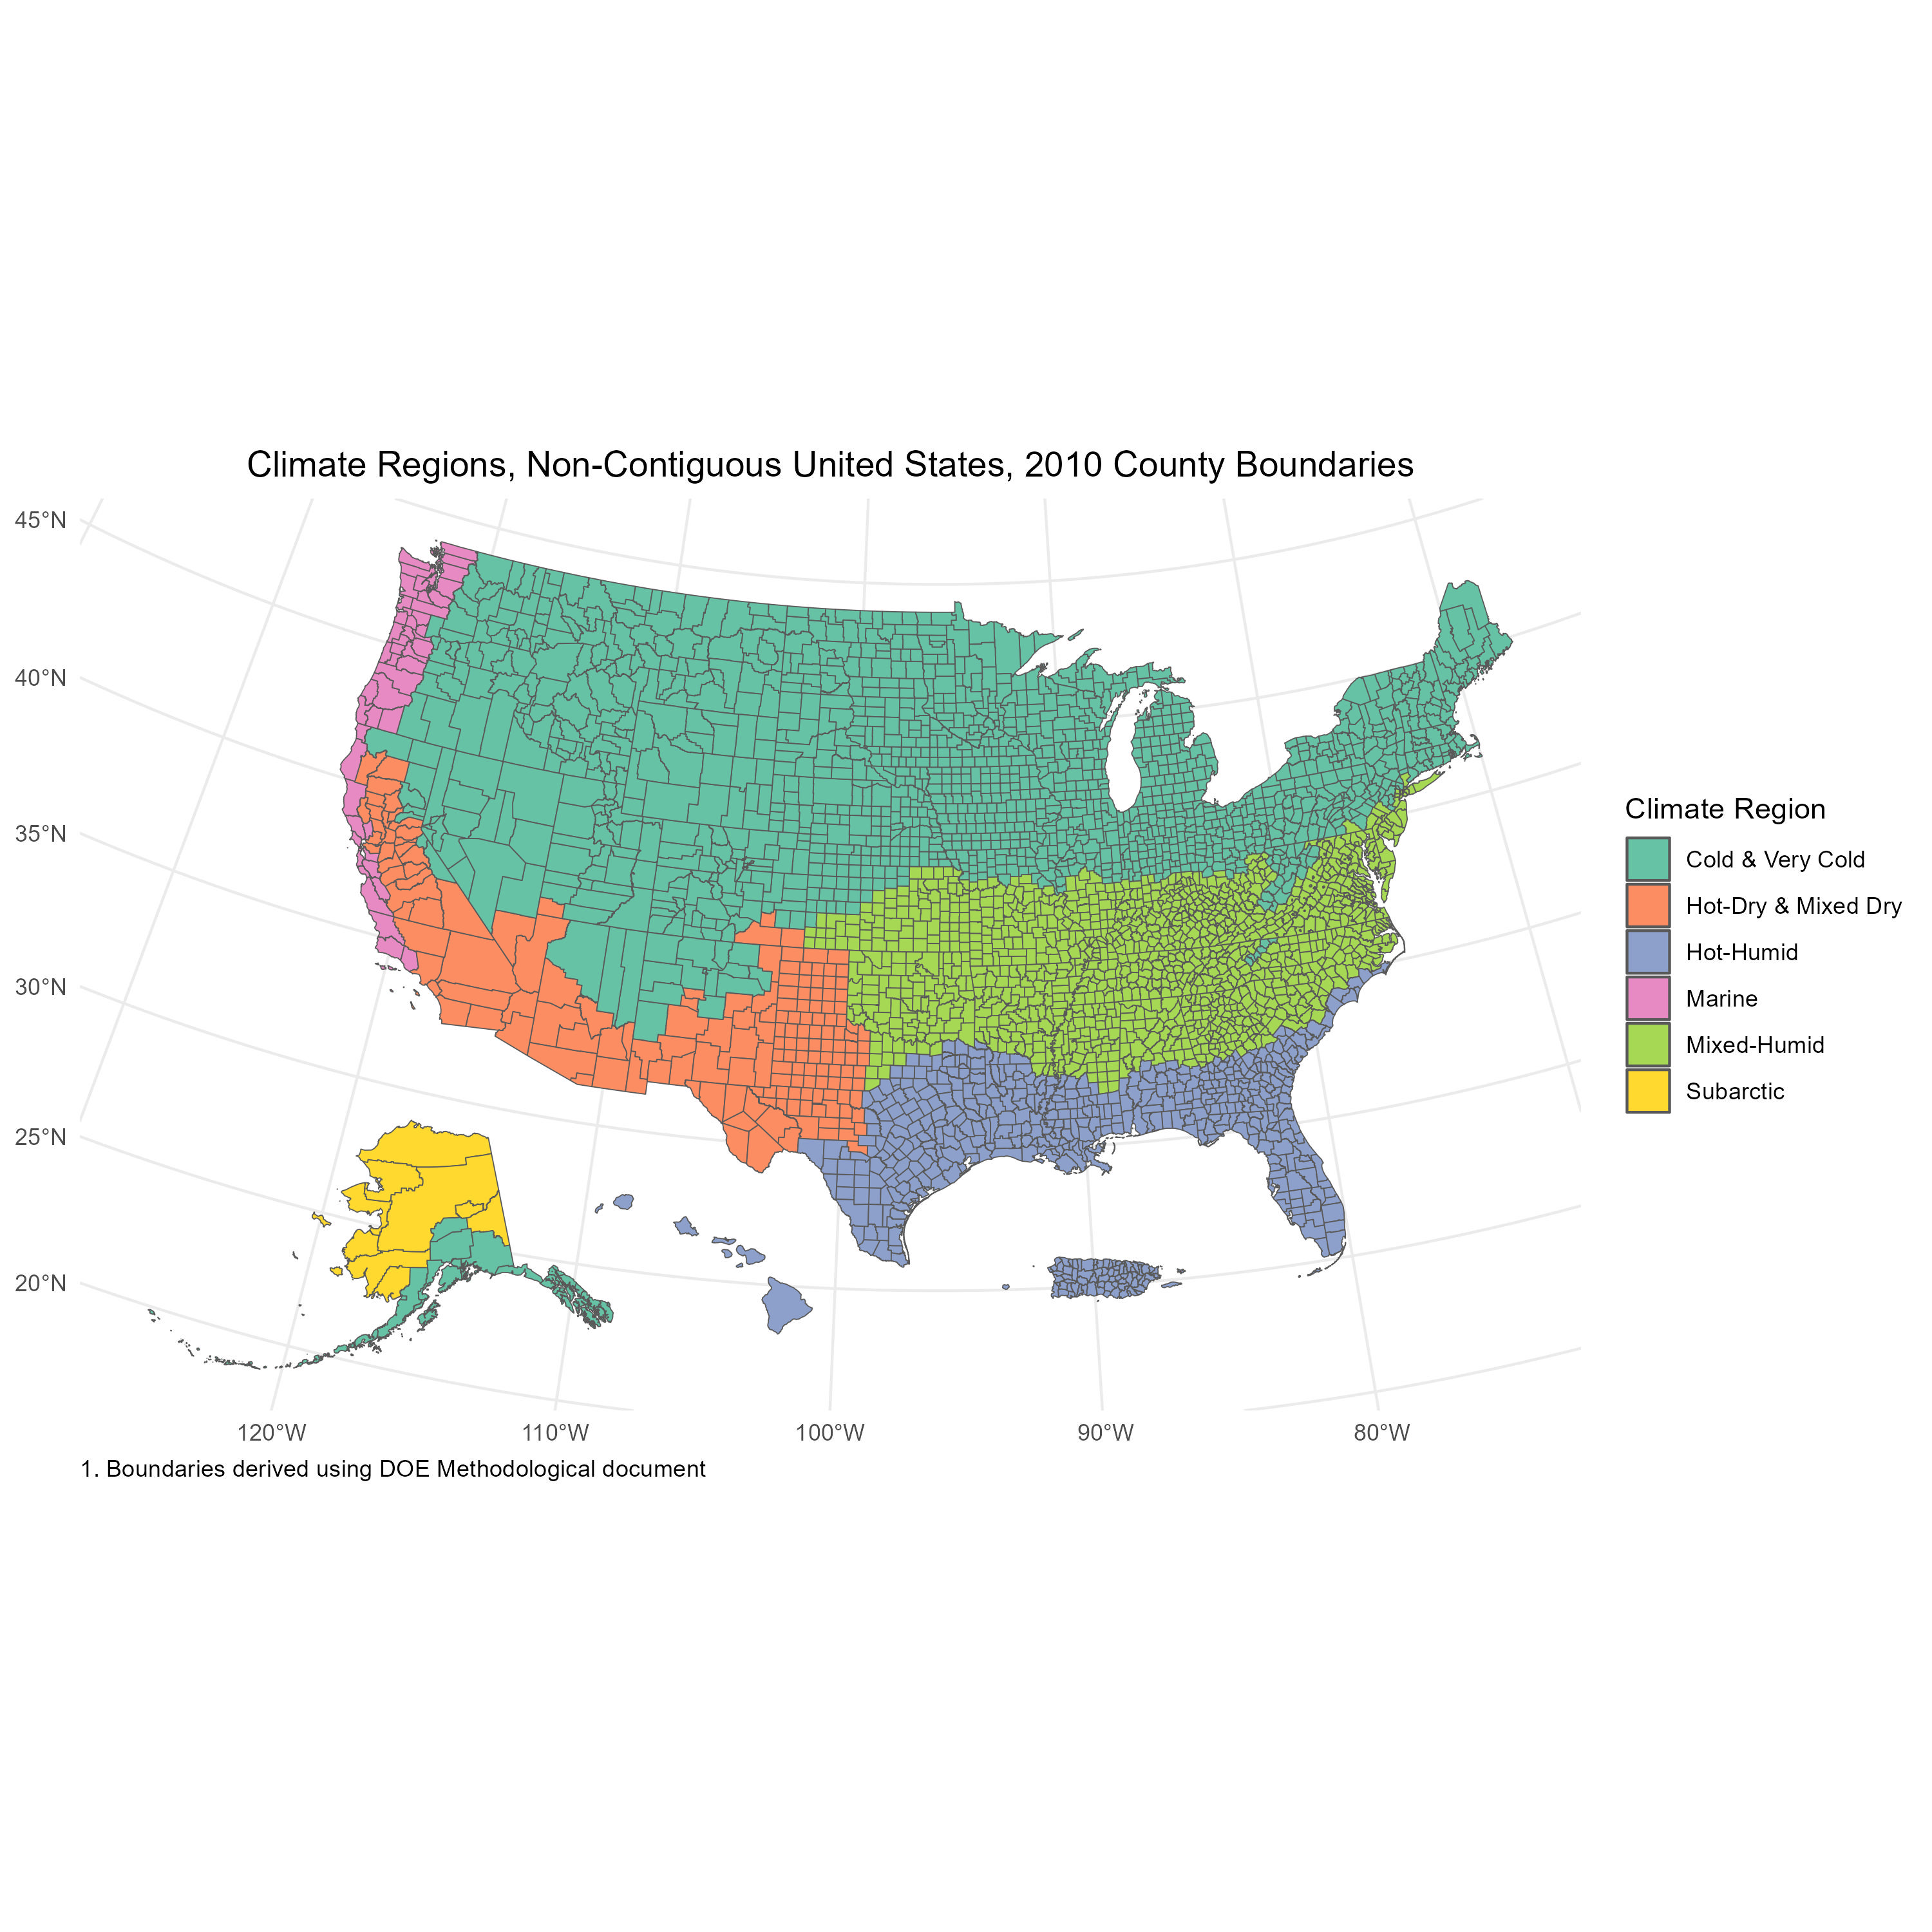 Climate Regions, Non-Contiguous United States, 2010 County Boundaries
45°N
40°N
35°N
30°N
25°N
20°N
120°W
110°W
100°W
90°W
80°W
Climate Region
Cold & Very Cold
Hot-Dry & Mixed Dry
Hot-Humid
Marine
Mixed-Humid
Subarctic
1. Boundaries derived using DOE Methodological document